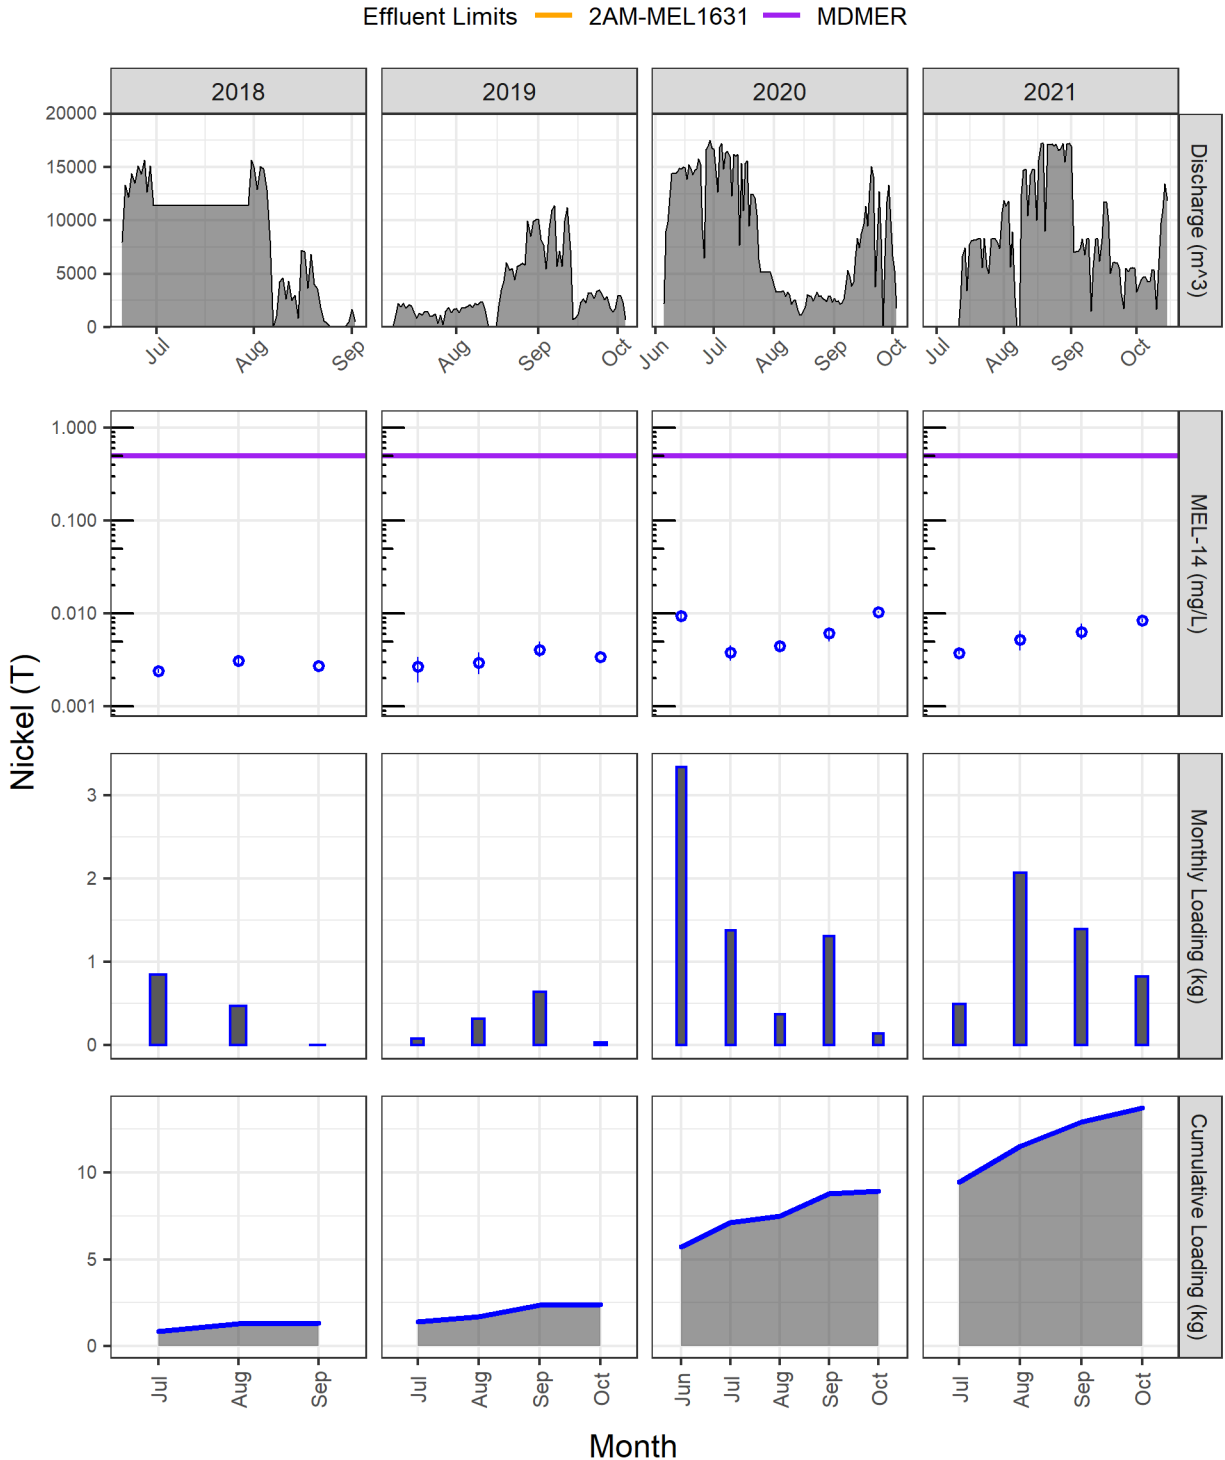 Effluent Limits 2AM-MEL1631 MDMER
2018 2019 2020 2021
20000
15000
10000
5000
0
Discharge (m^3)
Jul Aug Sep Aug Sep Oct Jun Jul Aug Sep Oct Jul Aug Sep Oct
Nickel (T)
1.000
0.100
0.010
0.001
MEL-14 (mg/L)
3
2
1
0
Monthly Loading (kg)
10
5
0
Cumulative Loading (kg)
Jul Aug Sep Jul Aug Sep Oct Jun Jul Aug Sep Oct Jul Aug Sep Oct
Month